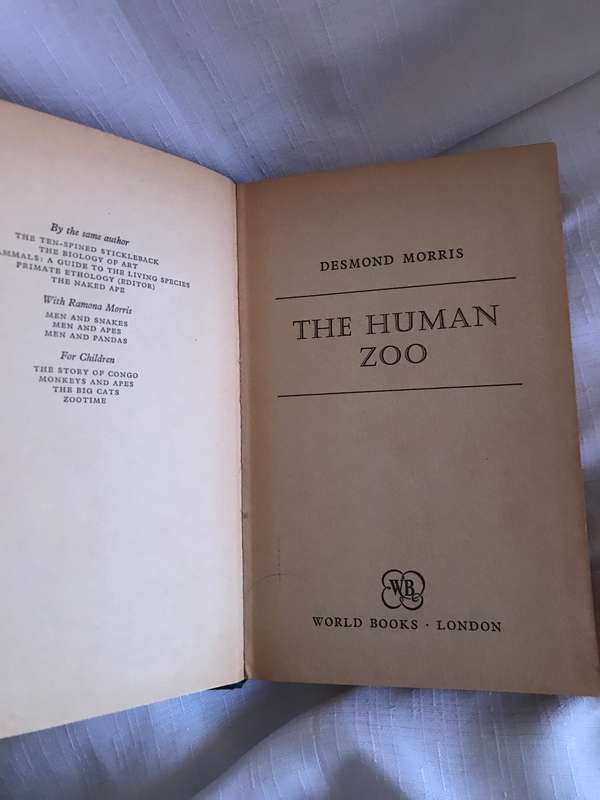 By the same author
THE TEN-SPINED STICKLEBACK
THE BIOLOGY OF ART
AMMALS: A GUIDE TO THE LIVING SPECIES
PRIMATE ETHOLOGY (EDITOR)
THE NAKED APE
With Ramona Morris
MEN AND SNAKES
MEN AND APES
MEN AND PANDAS
For Children
THE STORY OF CONGO
MONKEYS AND APES
THE BIG CATS
ZOOTIME
DESMOND MORRIS
THE HUMAN
ZOO
WB
WORLD BOOKS · LONDON